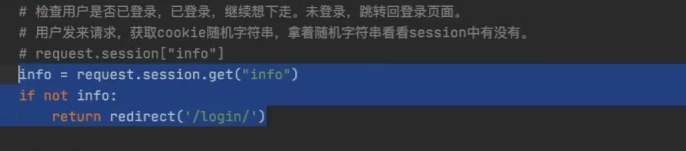 # 检查用户是否已登录，已登录，继续想下走。未登录，跳转回登录页面。
# 用户发来请求，获取cookie随机字符串，拿着随机字符串看看session中有没有。
# request.session["info"]
info = request.session.get("info")
if not info:
    return redirect('/login/')